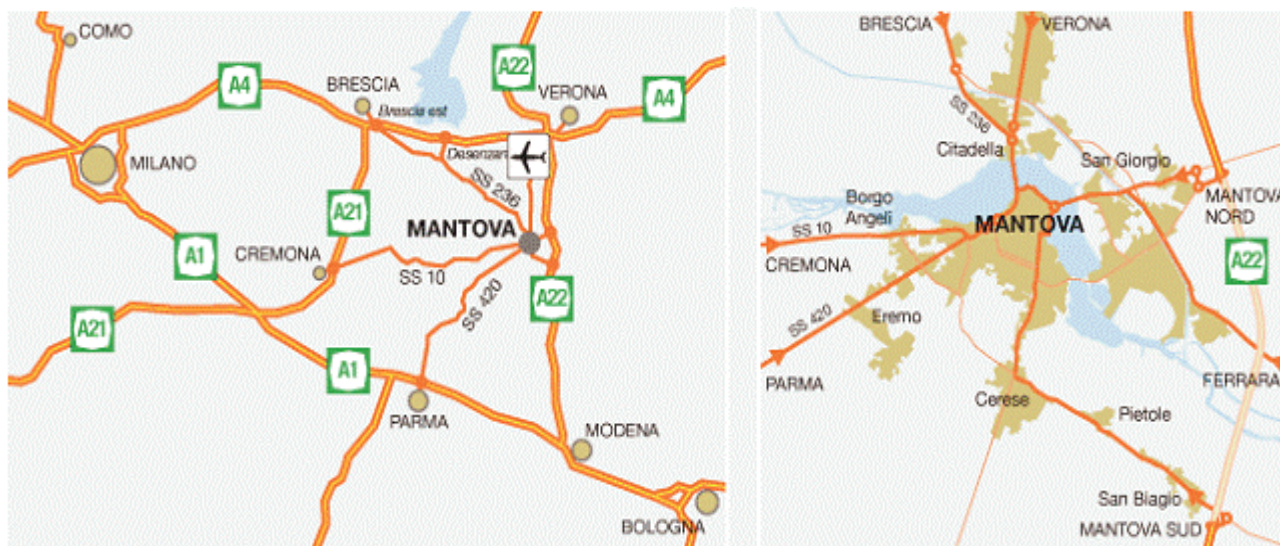 COMO
A22
A4
BRESCIA
VERONA
A4
Brescia est
Desenzan
MILANO
SS 236
A21
MANTOVA
CREMONA
A1
SS 10
A22
SS 420
A21
A1
PARMA
MODENA
BOLOGNA
BRESCIA
VERONA
SS 236
Citadella
San Giorgio
Borgo
Angeli
MANTOVA
NORD
MANTOVA
SS 10
CREMONA
A22
SS 420
Eremo
PARMA
FERRARA
Cerese
Pietole
San Biagio
MANTOVA SUD